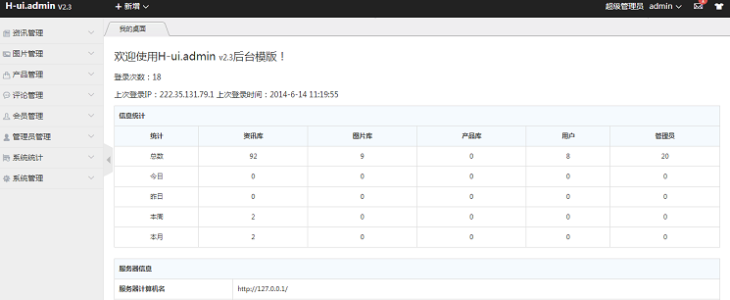 H-ui.admin v2.3 + 新增 超级管理员 admin
资讯管理
图片管理
产品管理
评论管理
会员管理
管理员管理
系统统计
系统管理
我的桌面
欢迎使用H-ui.admin v2.3后台模版！
登录次数：18
上次登录IP：222.35.131.79.1 上次登录时间：2014-6-14 11:19:55
信息统计
统计 资讯库 图片库 产品库 用户 管理员
总数 92 9 0 8 20
今日 0 0 0 0 0
昨日 0 0 0 0 0
本周 2 0 0 0 0
本月 2 0 0 0 0
服务器信息
服务器计算机名 http://127.0.0.1/